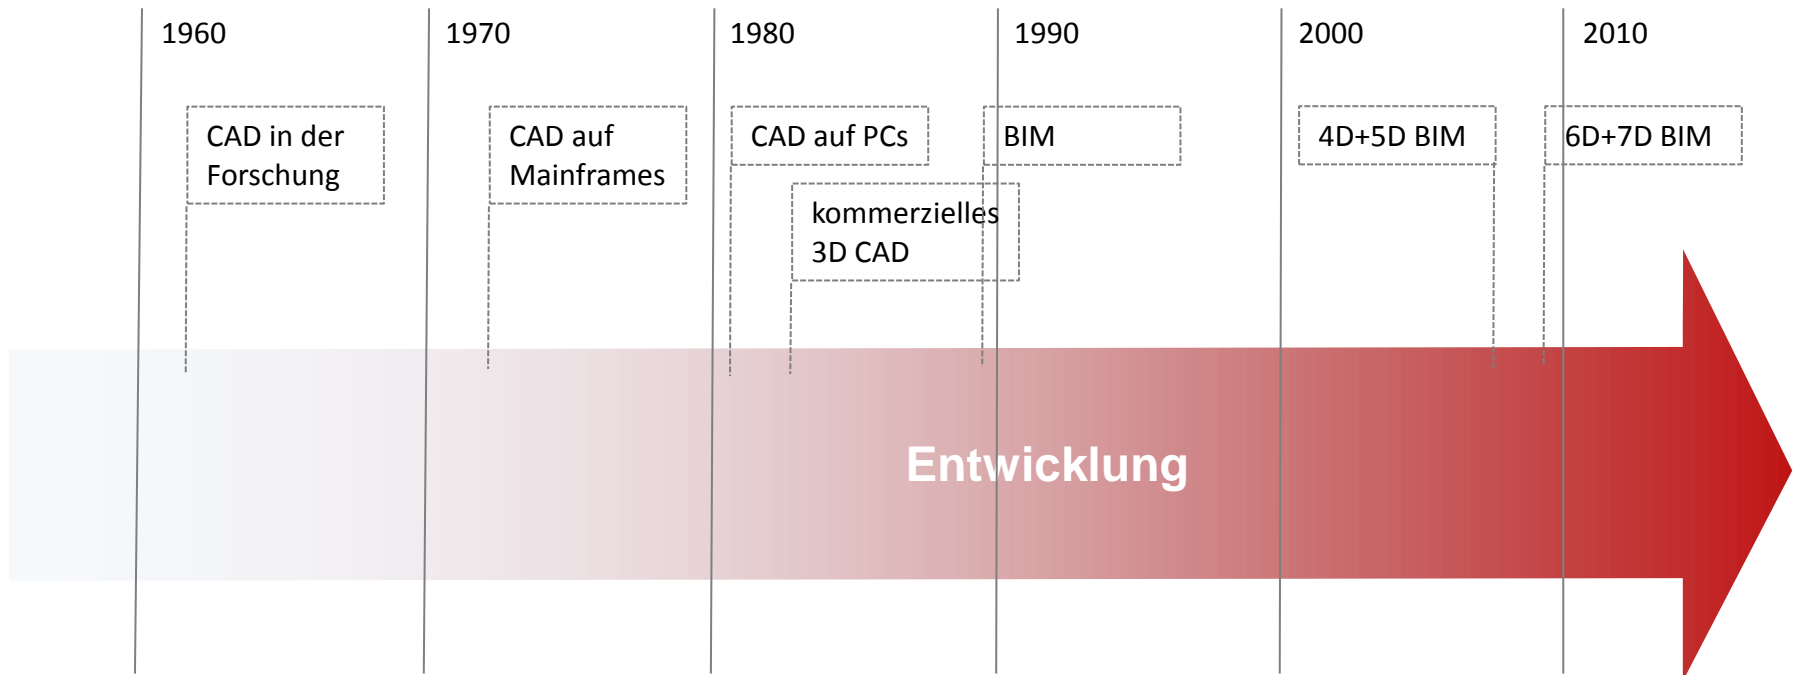 1960
1970
1980
1990
2000
2010
CAD in der
Forschung
CAD auf
Mainframes
CAD auf PCs
kommerzielles
3D CAD
BIM
4D+5D BIM
6D+7D BIM
Entwicklung